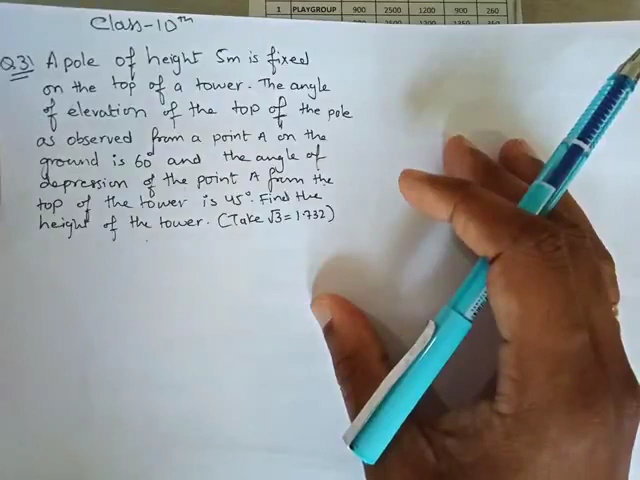 1 PLAYGROUP 900 2500 1200 900 260
Class-10th
Q.31 A pole of height 5m is fixed
on the top of a tower. The angle
of elevation of the top of the pole
as observed from a point A on the
ground is 60° and the angle of
depression of the point A from the
top of the tower is 45°. Find the
height of the tower. (Take √3=1.732)